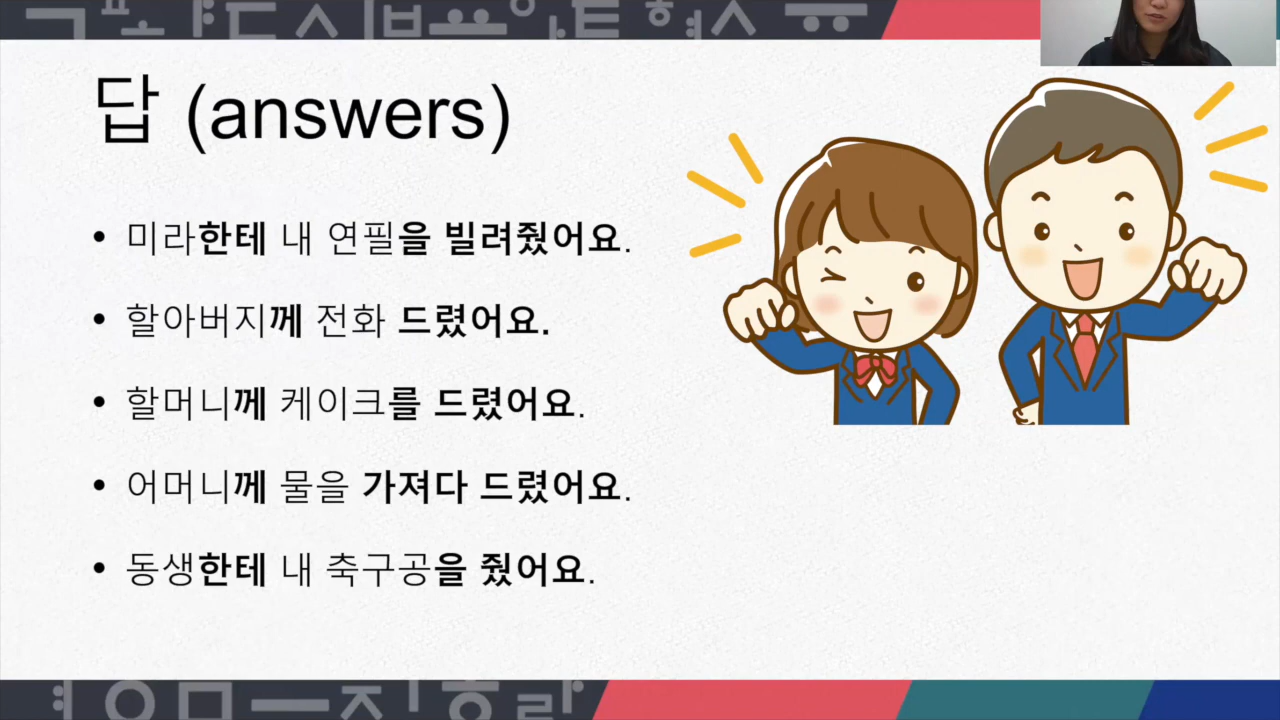 답 (answers)
• 미라한테 내 연필을 빌려줬어요.
• 할아버지께 전화 드렸어요.
• 할머니께 케이크를 드렸어요.
• 어머니께 물을 가져다 드렸어요.
• 동생한테 내 축구공을 줬어요.